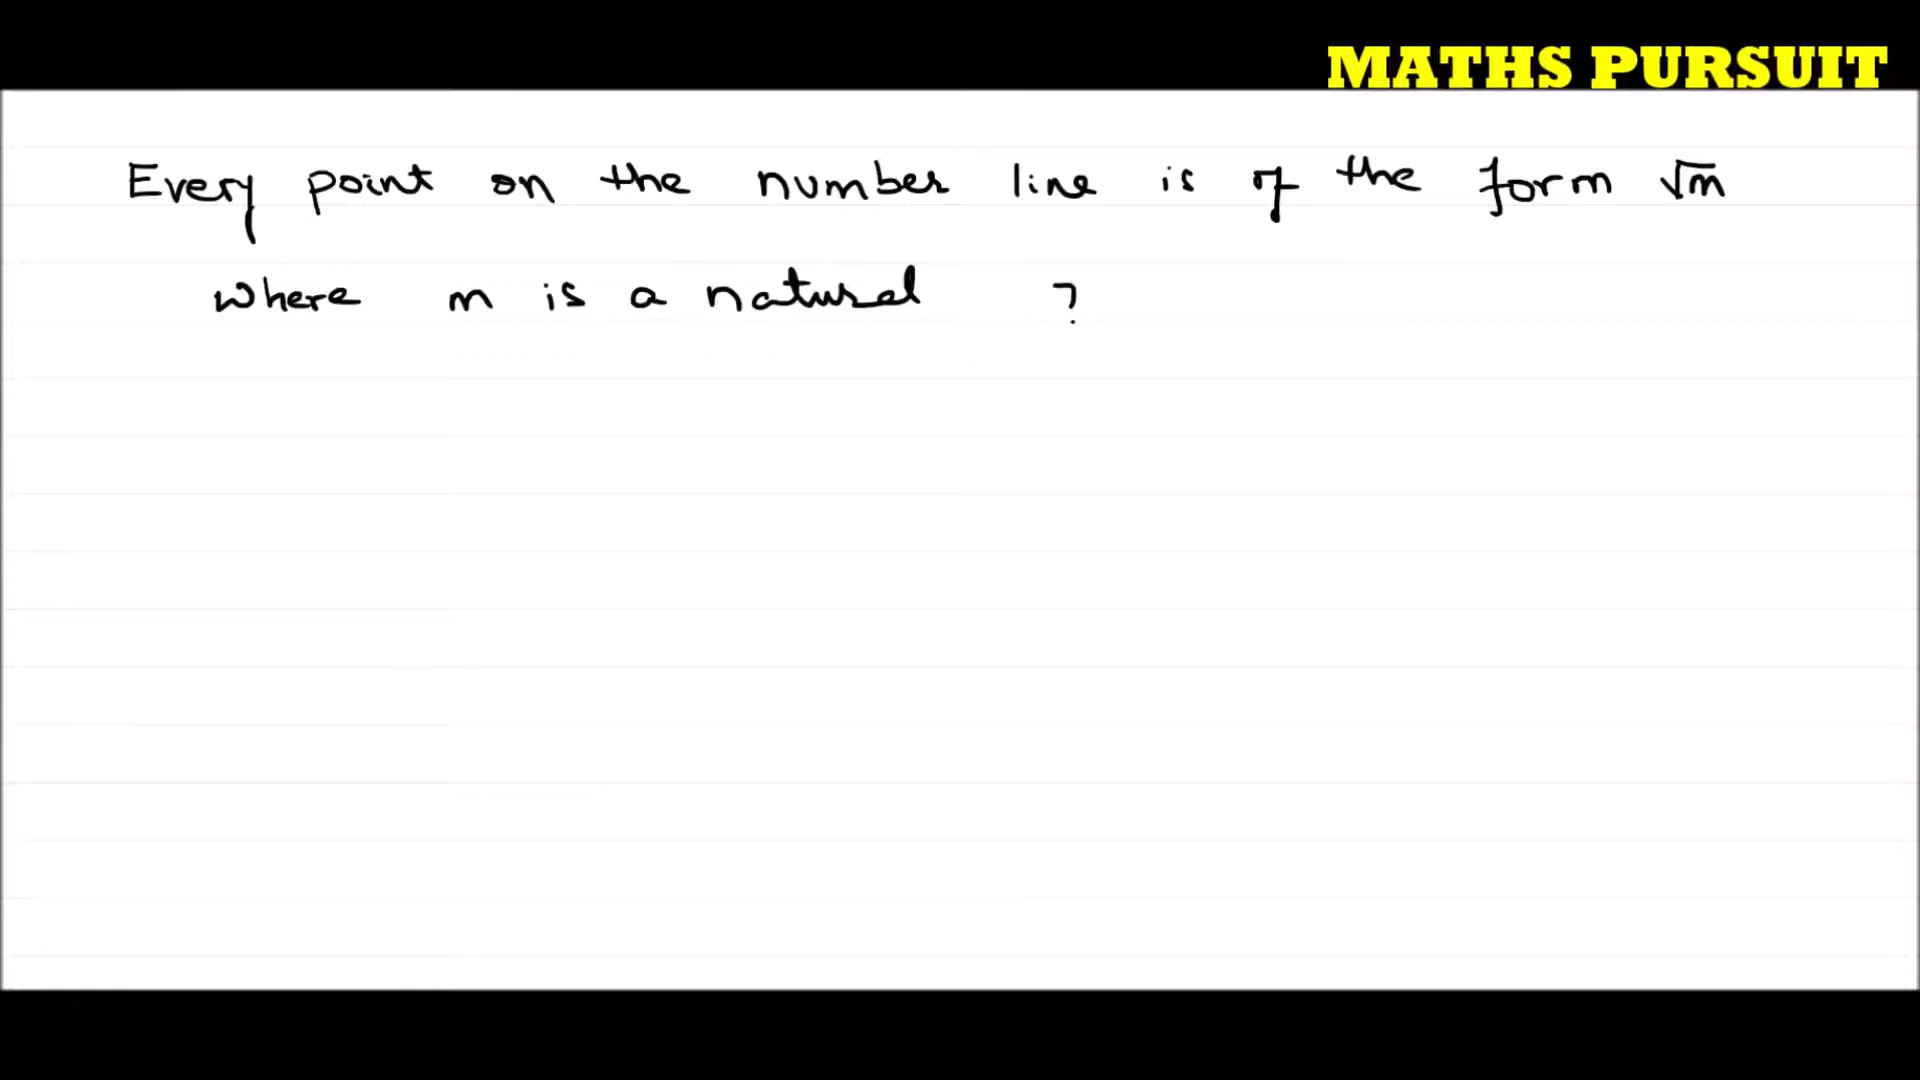 MATHS PURSUIT
Every point on the number line is of the form √m
where m is a natural ?